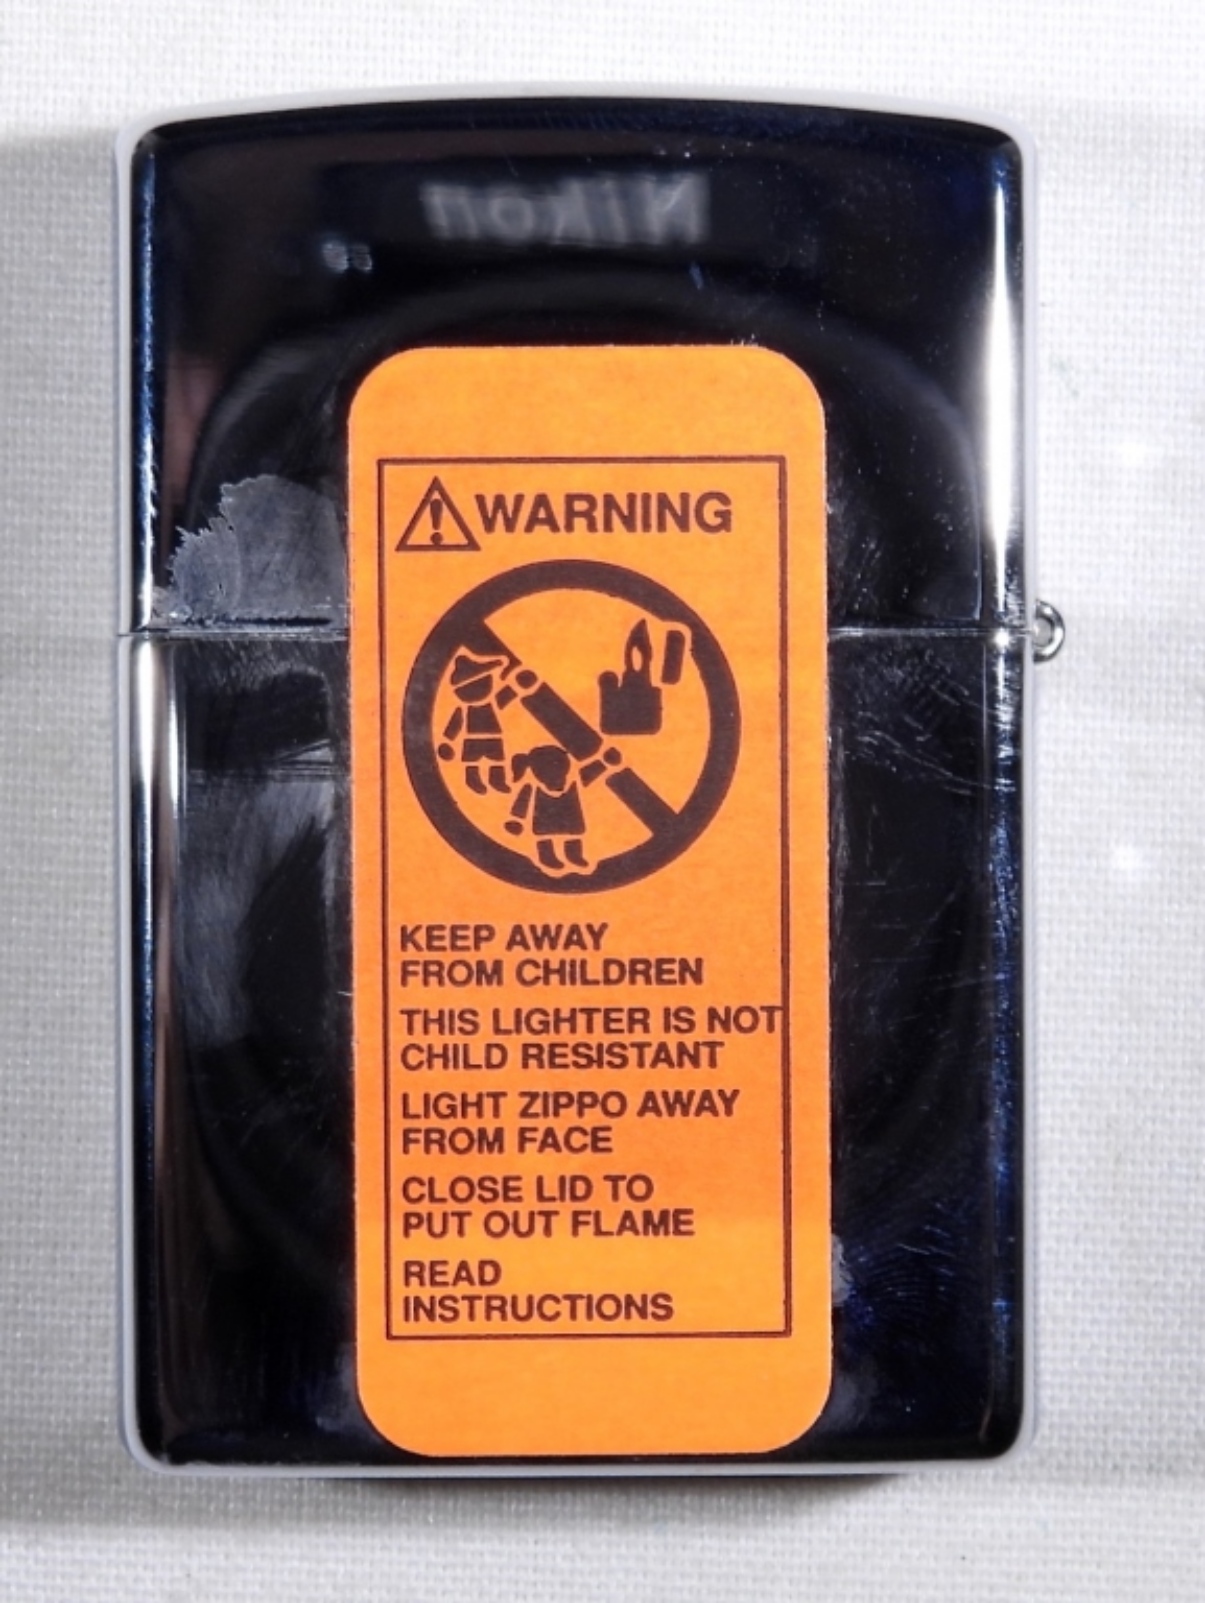 Nikon
WARNING
KEEP AWAY
FROM CHILDREN
THIS LIGHTER IS NOT
CHILD RESISTANT
LIGHT ZIPPO AWAY
FROM FACE
CLOSE LID TO
PUT OUT FLAME
READ
INSTRUCTIONS